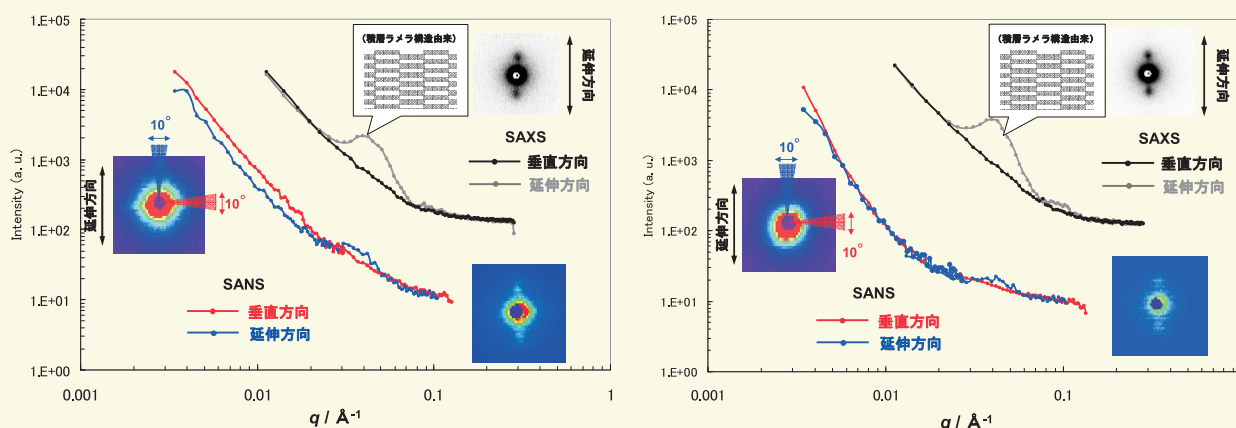 1.E+05
1.E+04
1.E+03
1.E+02
1.E+01
1.E+00
Intensity (a. u.)
0.001
0.01
0.1
1
q / Å-1
(積層ラメラ構造由来)
延伸方向
SAXS
垂直方向
延伸方向
10°
10°
延伸方向
SANS
垂直方向
延伸方向
1.E+05
1.E+04
1.E+03
1.E+02
1.E+01
1.E+00
Intensity (a. u.)
0.001
0.01
0.1
q / Å-1
(積層ラメラ構造由来)
延伸方向
SAXS
垂直方向
延伸方向
10°
10°
延伸方向
SANS
垂直方向
延伸方向